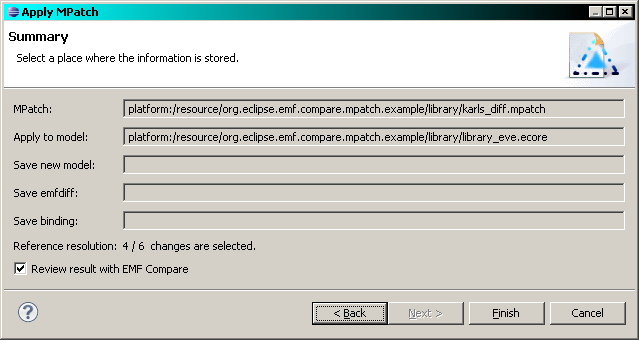 Apply MPatch
Summary
Select a place where the information is stored.
MPatch: platform:/resource/org.eclipse.emf.compare.mpatch.example/library/karls_diff.mpatch
Apply to model: platform:/resource/org.eclipse.emf.compare.mpatch.example/library/library_eve.ecore
Save new model:
Save emfdiff:
Save binding:
Reference resolution: 4 / 6 changes are selected.
Review result with EMF Compare
? < Back Next > Finish Cancel